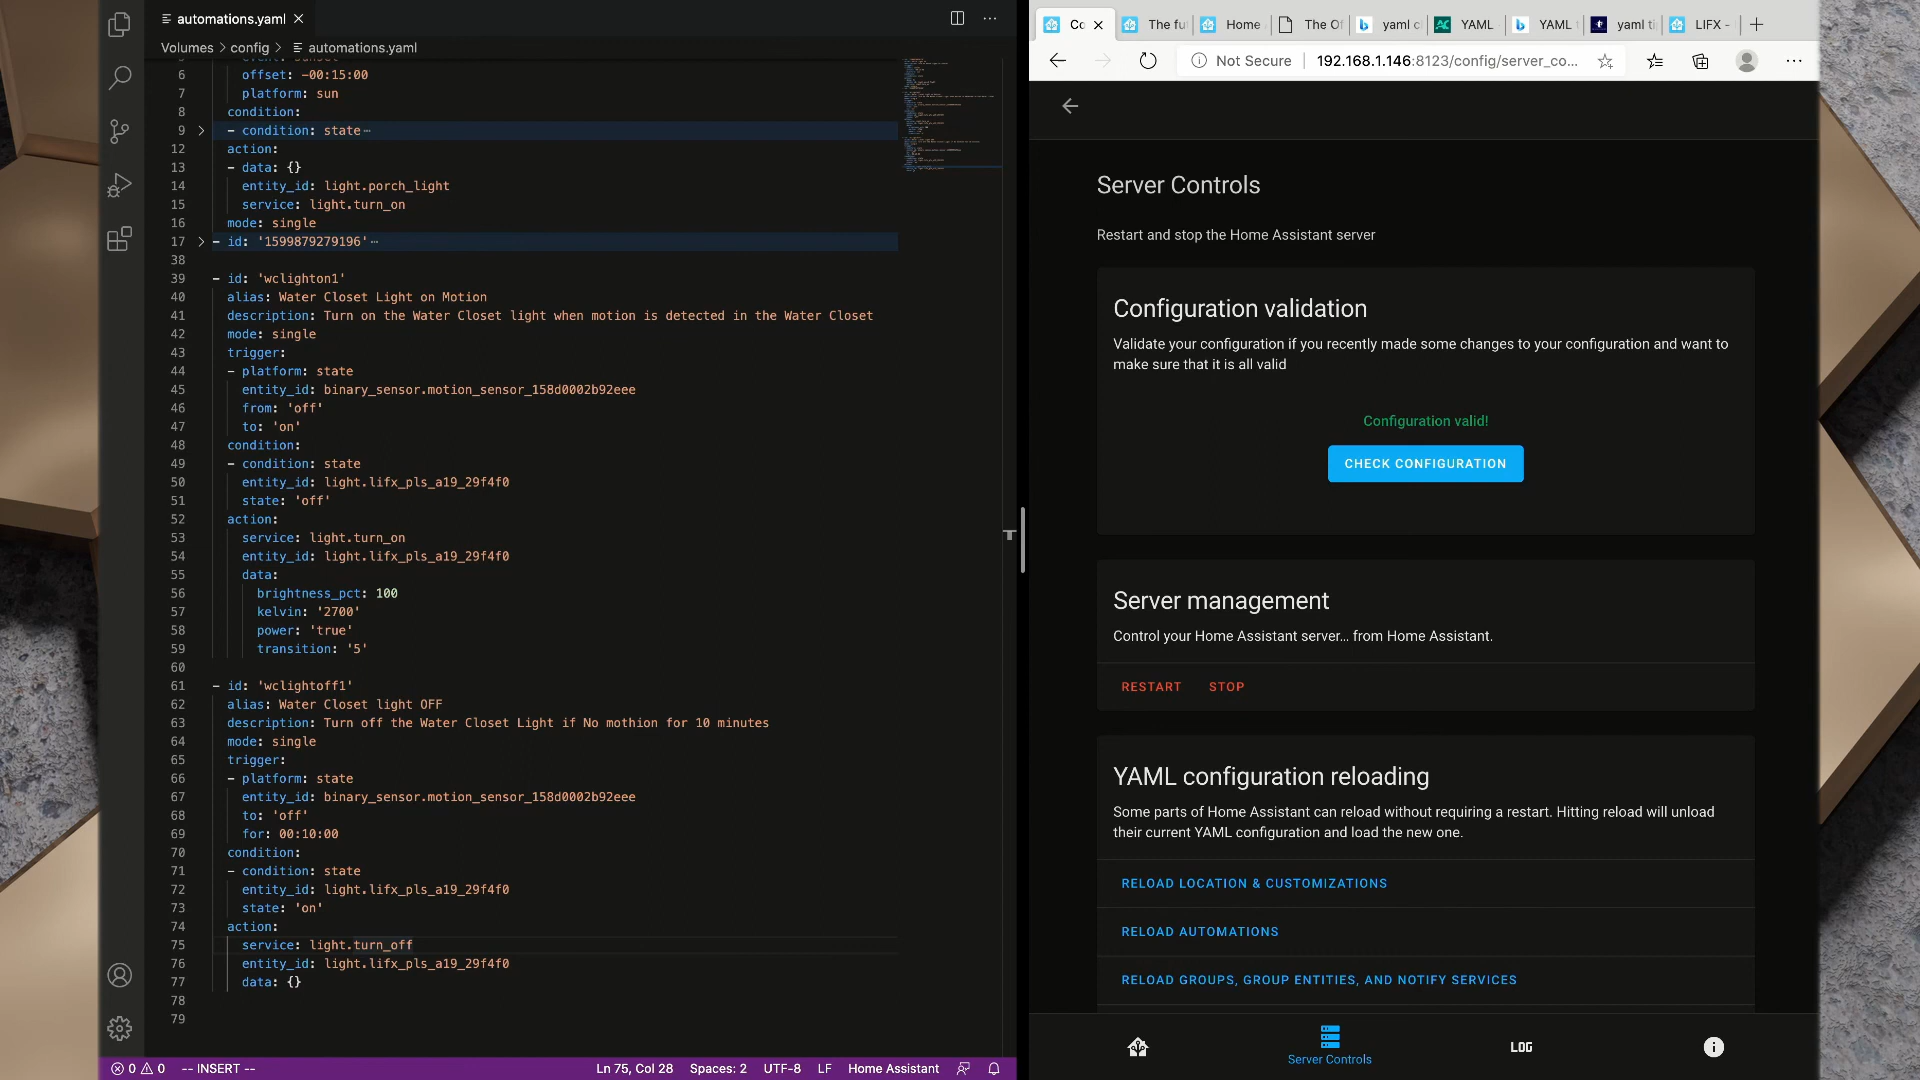 automations.yaml
Volumes > config > automations.yaml
6 offset: -00:15:00
7 platform: sun
8 condition:
9 - condition: state
12 action:
13 - data: {}
14 entity_id: light.porch_light
15 service: light.turn_on
16 mode: single
17 - id: '1599879279196'
38
39 - id: 'wclighton1'
40 alias: Water Closet Light on Motion
41 description: Turn on the Water Closet light when motion is detected in the Water Closet
42 mode: single
43 trigger:
44 - platform: state
45 entity_id: binary_sensor.motion_sensor_158d0002b92eee
46 from: 'off'
47 to: 'on'
48 condition:
49 - condition: state
50 entity_id: light.lifx_pls_a19_29f4f0
51 state: 'off'
52 action:
53 service: light.turn_on
54 entity_id: light.lifx_pls_a19_29f4f0
55 data:
56 brightness_pct: 100
57 kelvin: '2700'
58 power: 'true'
59 transition: '5'
60
61 - id: 'wclightoff1'
62 alias: Water Closet light OFF
63 description: Turn off the Water Closet Light if No mothion for 10 minutes
64 mode: single
65 trigger:
66 - platform: state
67 entity_id: binary_sensor.motion_sensor_158d0002b92eee
68 to: 'off'
69 for: 00:10:00
70 condition:
71 - condition: state
72 entity_id: light.lifx_pls_a19_29f4f0
73 state: 'on'
74 action:
75 service: light.turn_off
76 entity_id: light.lifx_pls_a19_29f4f0
77 data: {}
78
79
0 0 -- INSERT -- Ln 75, Col 28 Spaces: 2 UTF-8 LF Home Assistant
Co The fu Home The Of yaml c YAML YAML yaml ti LIFX -
Not Secure 192.168.1.146:8123/config/server_co...
Server Controls
Restart and stop the Home Assistant server
Configuration validation
Validate your configuration if you recently made some changes to your configuration and want to
make sure that it is all valid
Configuration valid!
CHECK CONFIGURATION
Server management
Control your Home Assistant server... from Home Assistant.
RESTART STOP
YAML configuration reloading
Some parts of Home Assistant can reload without requiring a restart. Hitting reload will unload
their current YAML configuration and load the new one.
RELOAD LOCATION & CUSTOMIZATIONS
RELOAD AUTOMATIONS
RELOAD GROUPS, GROUP ENTITIES, AND NOTIFY SERVICES
Server Controls
LOG